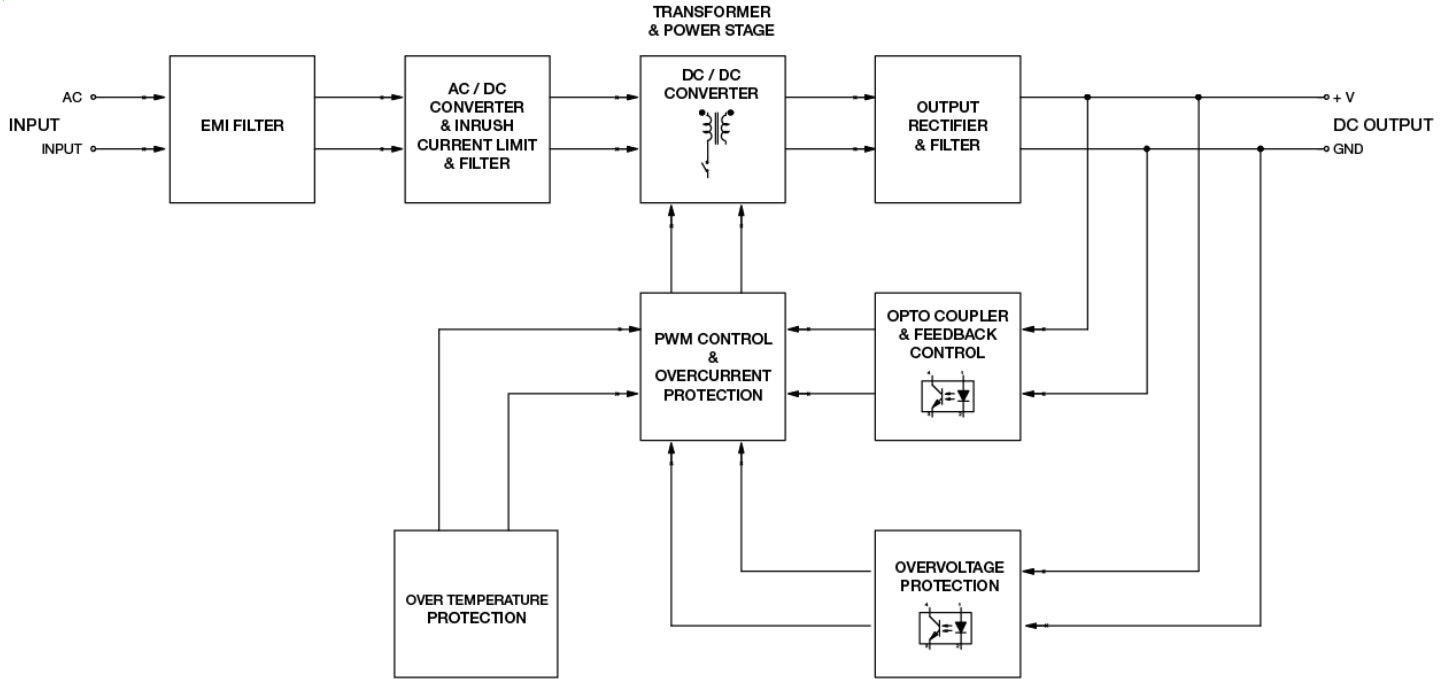 TRANSFORMER
& POWER STAGE
INPUT
AC
INPUT
EMI FILTER
AC / DC
CONVERTER
& INRUSH
CURRENT LIMIT
& FILTER
DC / DC
CONVERTER
OUTPUT
RECTIFIER
& FILTER
+ V
DC OUTPUT
GND
PWM CONTROL
&
OVERCURRENT
PROTECTION
OPTO COUPLER
& FEEDBACK
CONTROL
OVER TEMPERATURE
PROTECTION
OVERVOLTAGE
PROTECTION